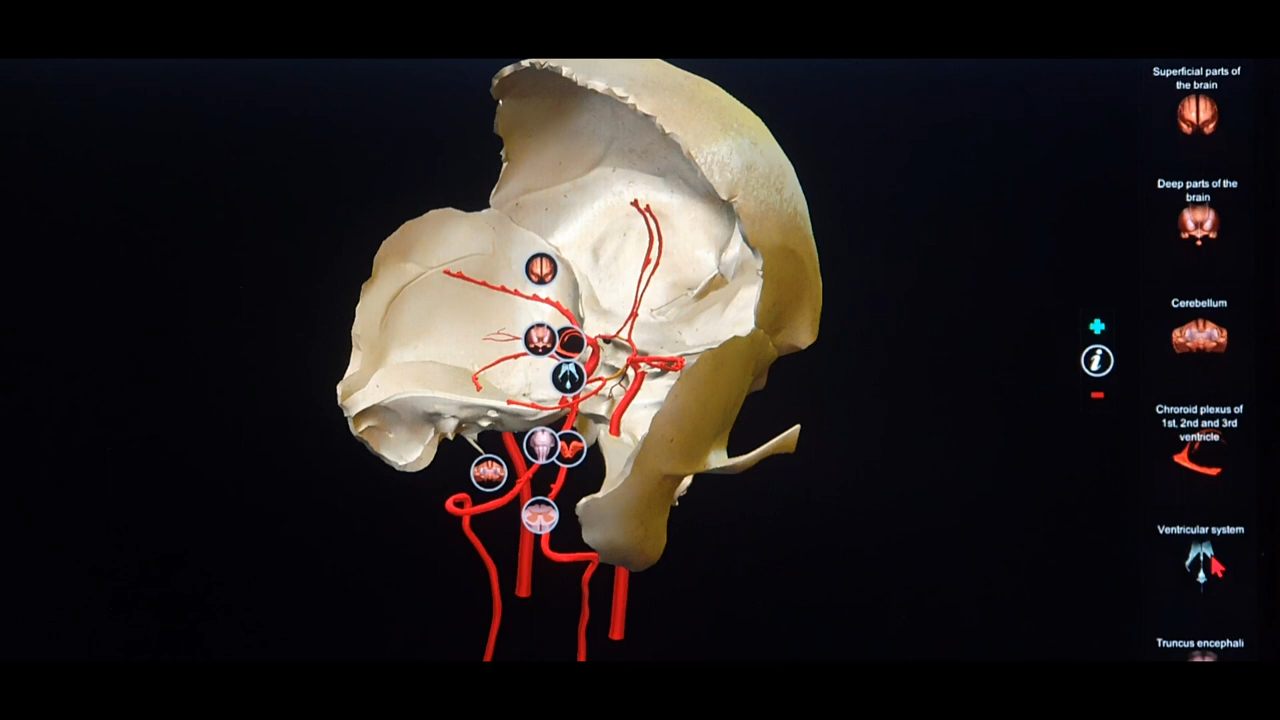 Superficial parts of
the brain
Deep parts of the
brain
Cerebellum
Chroroid plexus of
1st, 2nd and 3rd
ventricle
i
Ventricular system
Truncus encephali